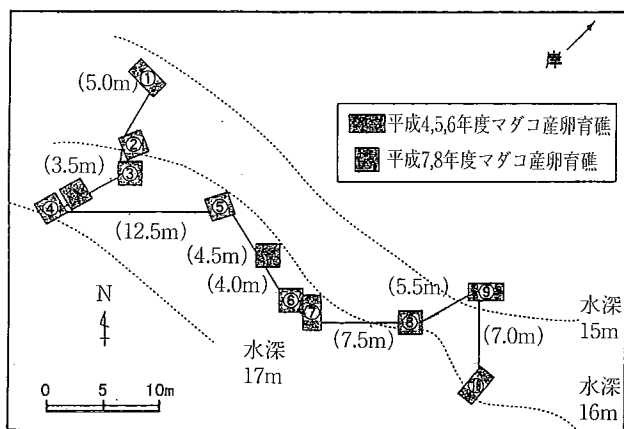 岸
平成4,5,6年度マダコ産卵育礁
平成7,8年度マダコ産卵育礁
①
(5.0m)
②
(3.5m)
③
④
⑤
(12.5m)
(4.5m)
(4.0m)
⑥
⑦
(7.5m)
⑧
(5.5m)
⑨
(7.0m)
⑩
水深
15m
水深
16m
水深
17m
N
0 5 10m